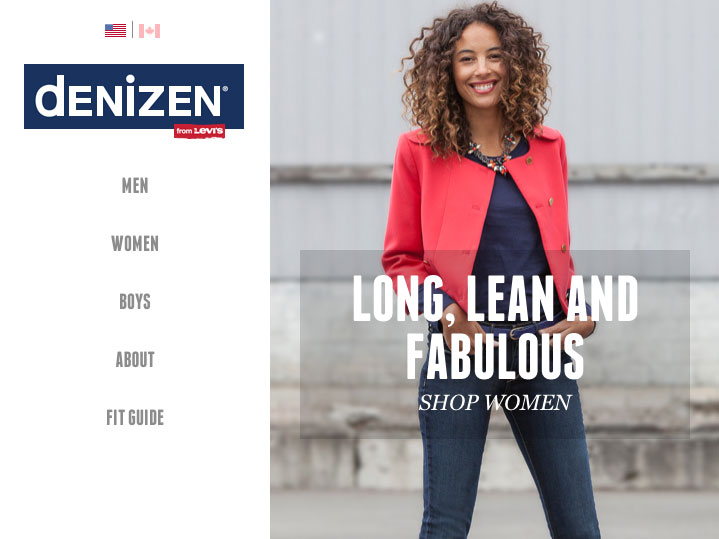 dENiZEN®
from LEVI'S
MEN
WOMEN
BOYS
ABOUT
FIT GUIDE
LONG, LEAN AND
FABULOUS
SHOP WOMEN